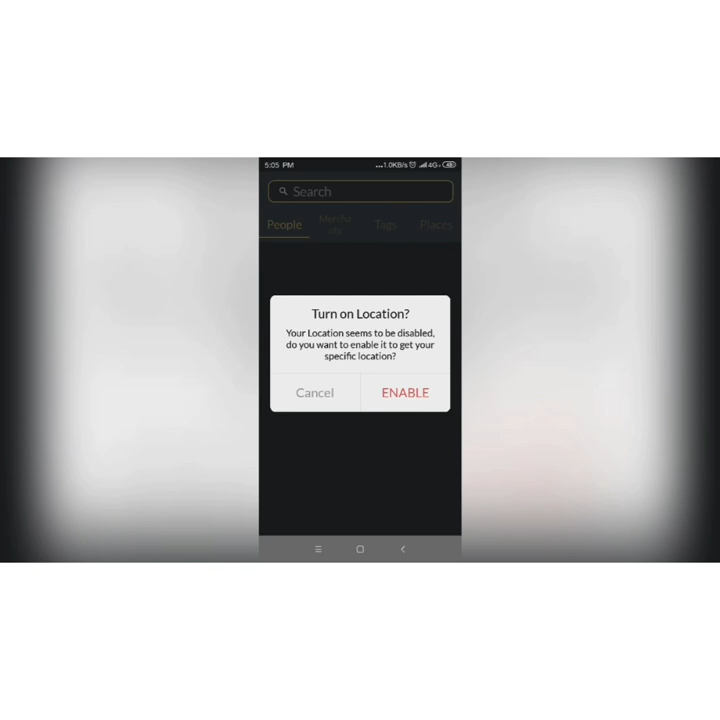 5:05 PM
...1.0KB/s 4G+ 48
Search
People
Tags
Places
Turn on Location?
Your Location seems to be disabled,
do you want to enable it to get your
specific location?
Cancel
ENABLE